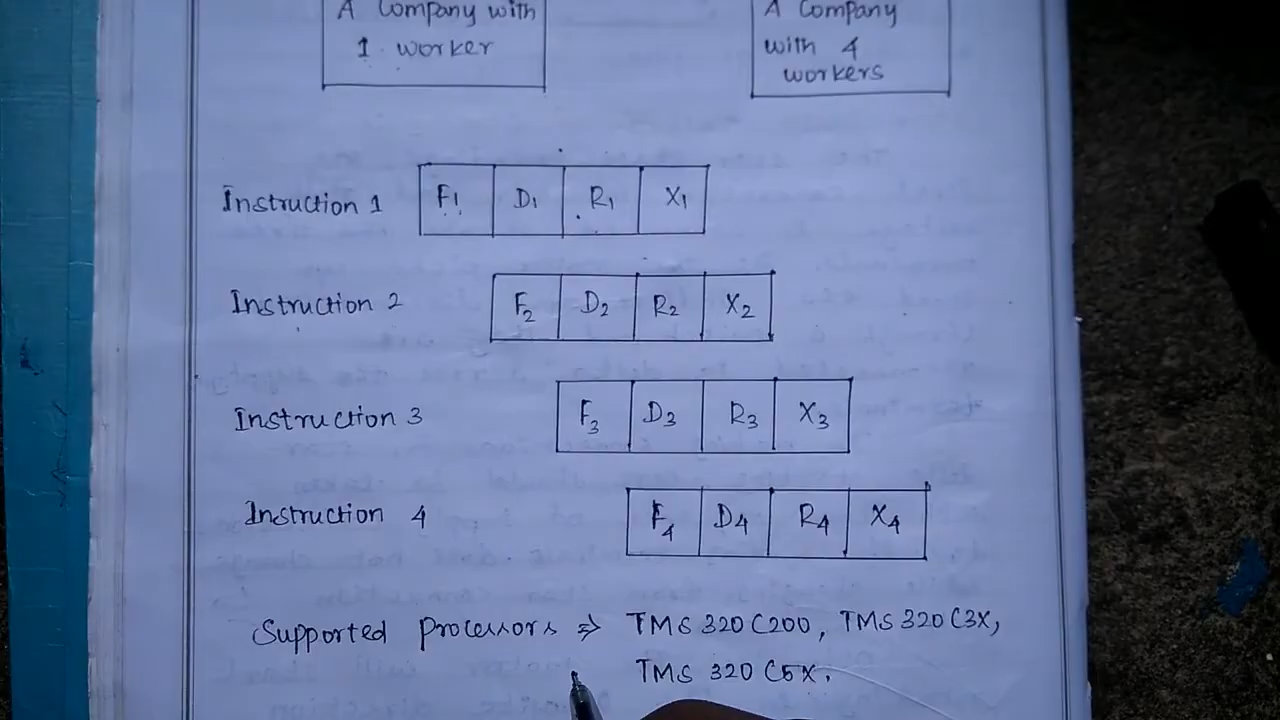 A Company with
1 worker
A Company
with 4
workers
Instruction 1 F1 D1 R1 X1
Instruction 2 F2 D2 R2 X2
Instruction 3 F3 D3 R3 X3
Instruction 4 F4 D4 R4 X4
Supported Processors ⇒ TMS 320 C200, TMS 320 C3X,
TMS 320 C5X.